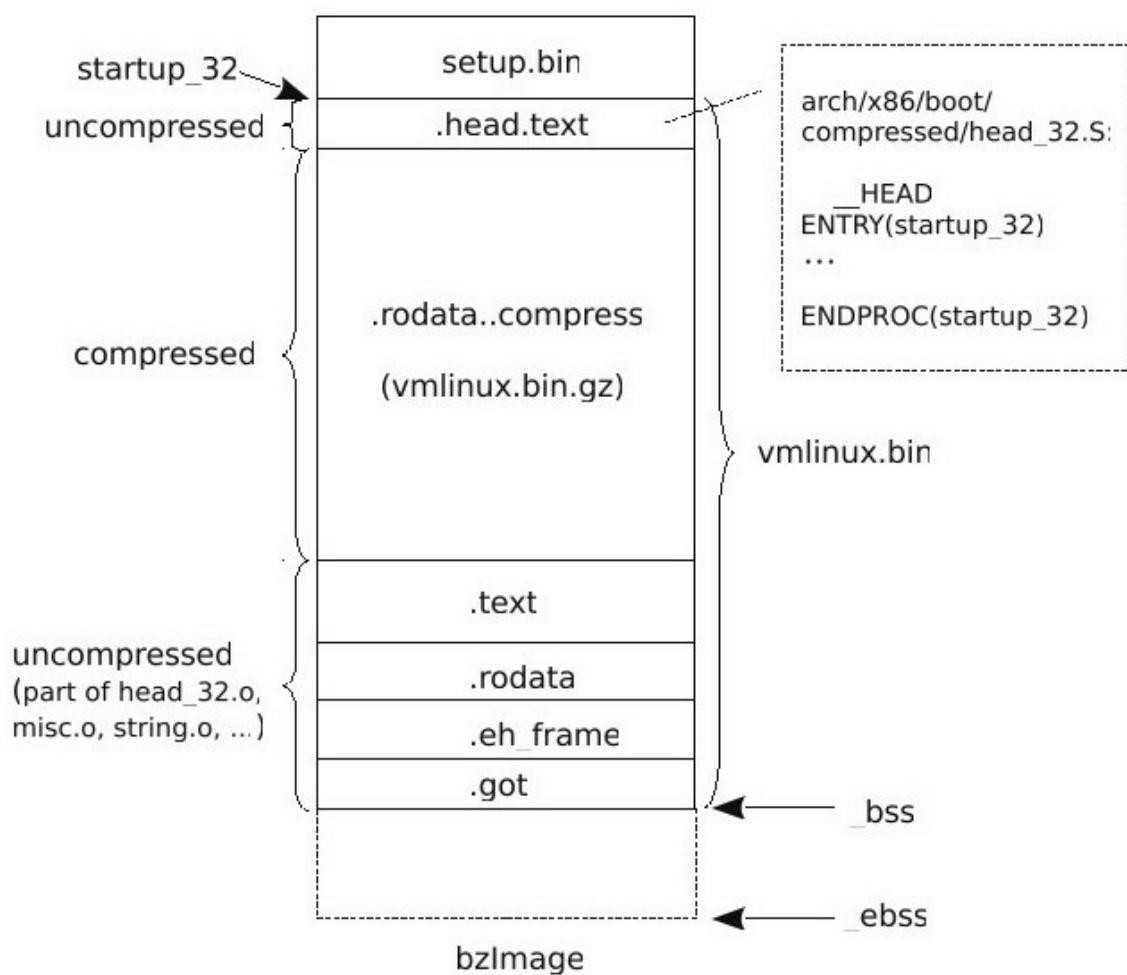 setup.bin
startup_32
uncompressed
.head.text
arch/x86/boot/
compressed/head_32.S:
__HEAD
ENTRY(startup_32)
...
ENDPROC(startup_32)
.rodata..compress
(vmlinux.bin.gz)
compressed
vmlinux.bin
.text
uncompressed
(part of head_32.o,
misc.o, string.o, ...)
.rodata
.eh_frame
.got
_bss
_ebss
bzImage